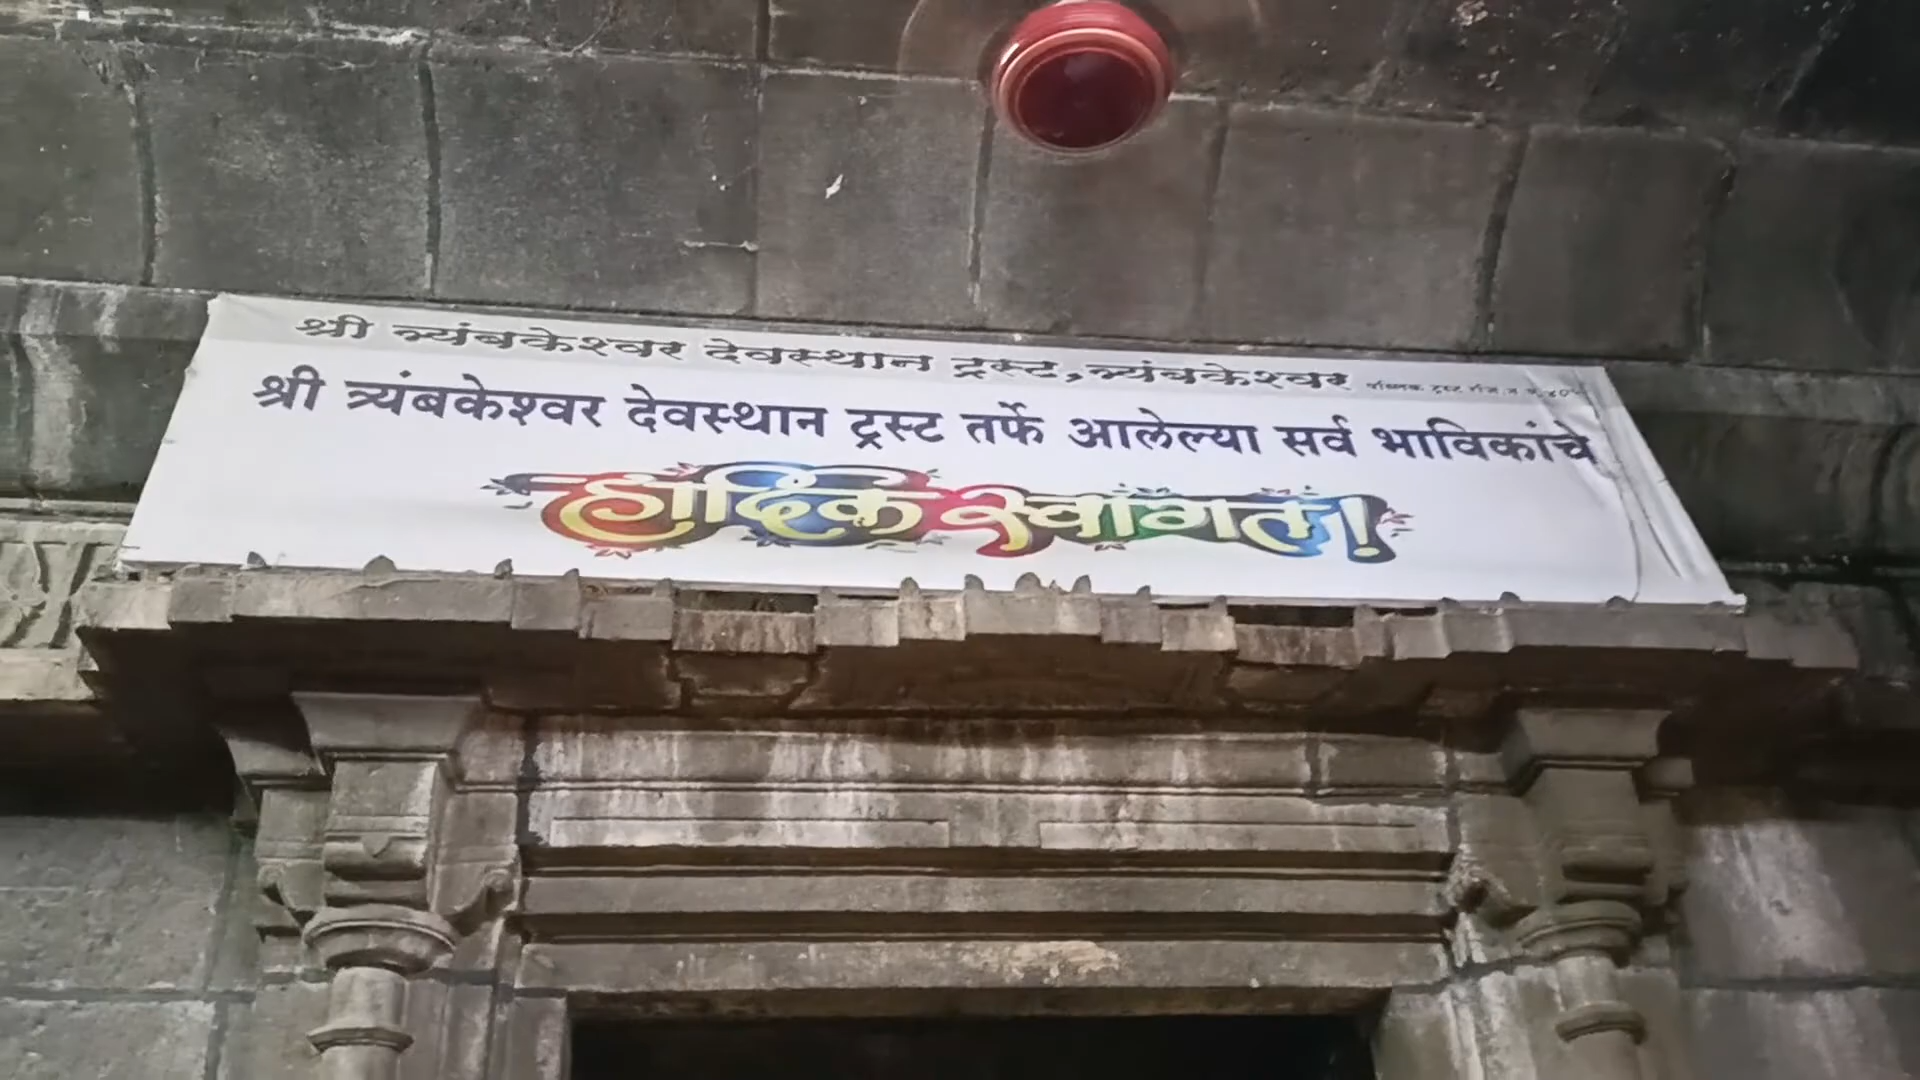 श्री त्र्यंबकेश्वर देवस्थान ट्रस्ट, त्र्यंबकेश्वर
श्री त्र्यंबकेश्वर देवस्थान ट्रस्ट तर्फे आलेल्या सर्व भाविकांचे
हार्दिक स्वागत!